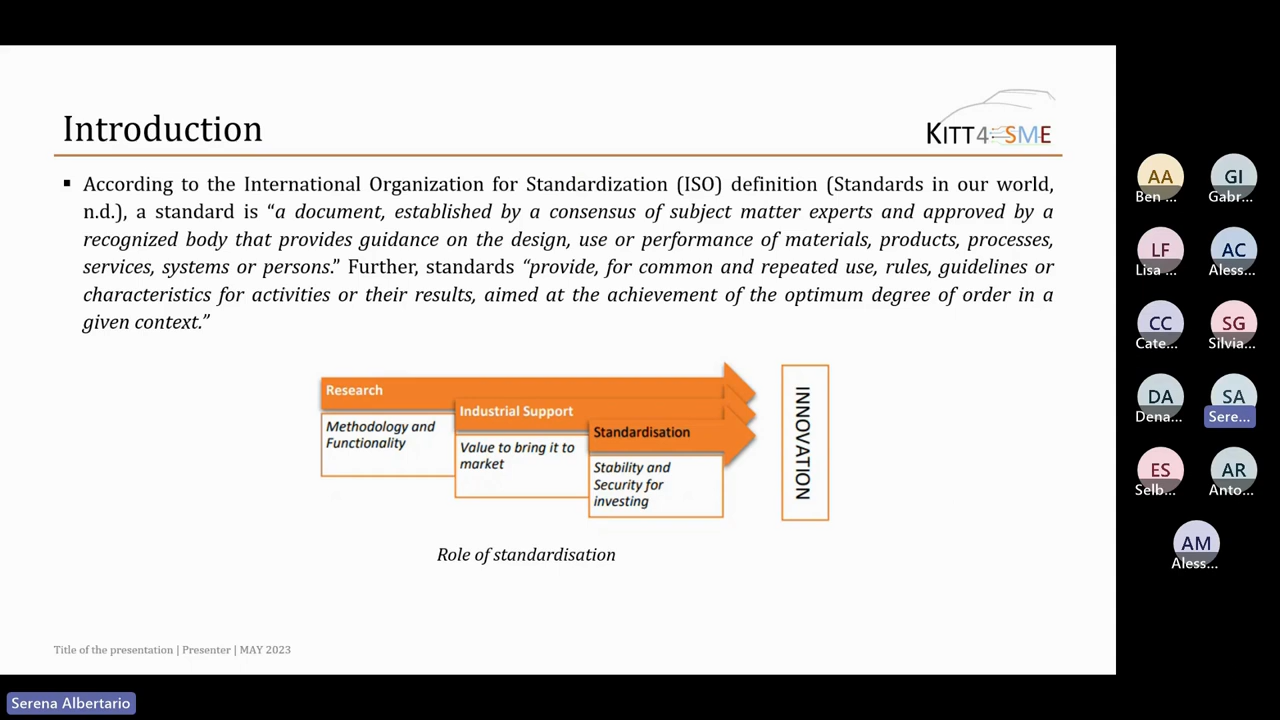 Introduction
KITT4SME
▪ According to the International Organization for Standardization (ISO) definition (Standards in our world,
n.d.), a standard is “a document, established by a consensus of subject matter experts and approved by a
recognized body that provides guidance on the design, use or performance of materials, products, processes,
services, systems or persons.” Further, standards “provide, for common and repeated use, rules, guidelines or
characteristics for activities or their results, aimed at the achievement of the optimum degree of order in a
given context.”
Research
Methodology and
Functionality
Industrial Support
Value to bring it to
market
Standardisation
Stability and
Security for
investing
INNOVATION
Role of standardisation
Title of the presentation | Presenter | MAY 2023
AA
Ben ...
GI
Gabr...
LF
Lisa ...
AC
Aless...
CC
Cate...
SG
Silvia...
DA
Dena...
SA
Sere...
ES
Selb...
AR
Anto...
AM
Aless...
Serena Albertario